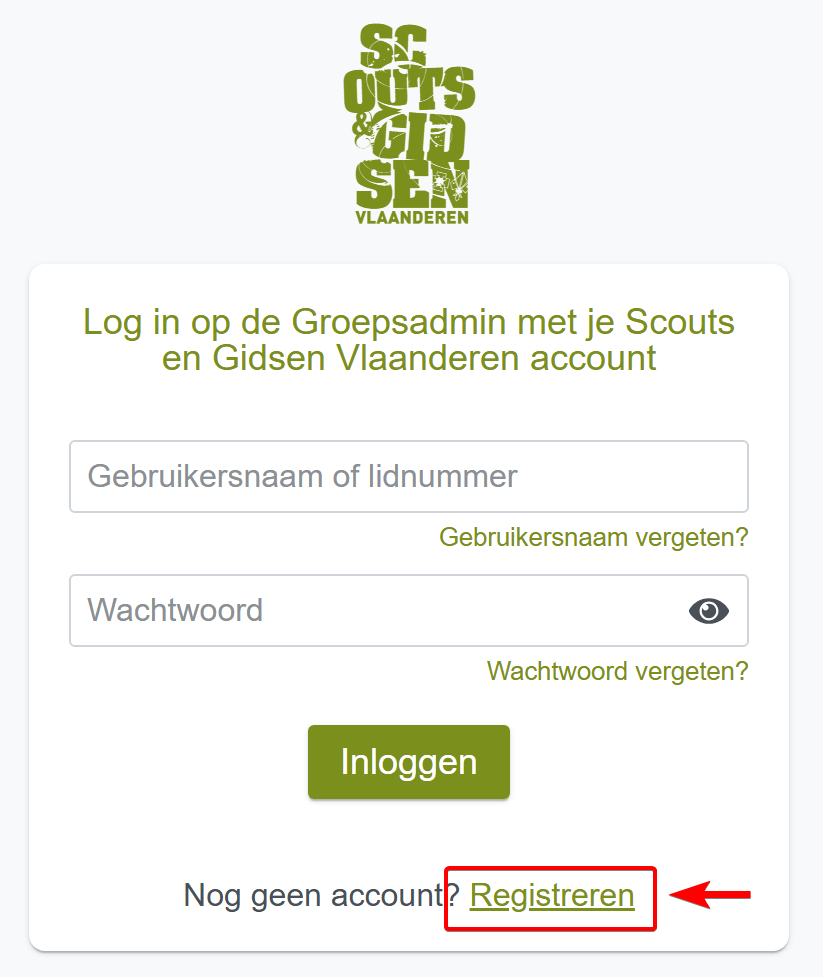 SC
OUTS
&GID
SEN
VLAANDEREN
Log in op de Groepsadmin met je Scouts
en Gidsen Vlaanderen account
Gebruikersnaam of lidnummer
Gebruikersnaam vergeten?
Wachtwoord
Wachtwoord vergeten?
Inloggen
Nog geen account? Registreren